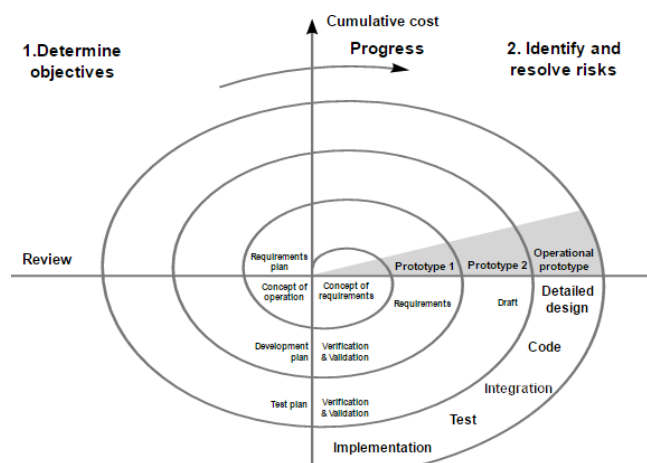 Cumulative cost
1.Determine
objectives
Progress
2. Identify and
resolve risks
Review
Requirements
plan
Prototype 1
Prototype 2
Operational
prototype
Concept of
operation
Concept of
requirements
Requirements
Draft
Detailed
design
Development
plan
Verification
& Validation
Code
Integration
Test plan
Verification
& Validation
Test
Implementation